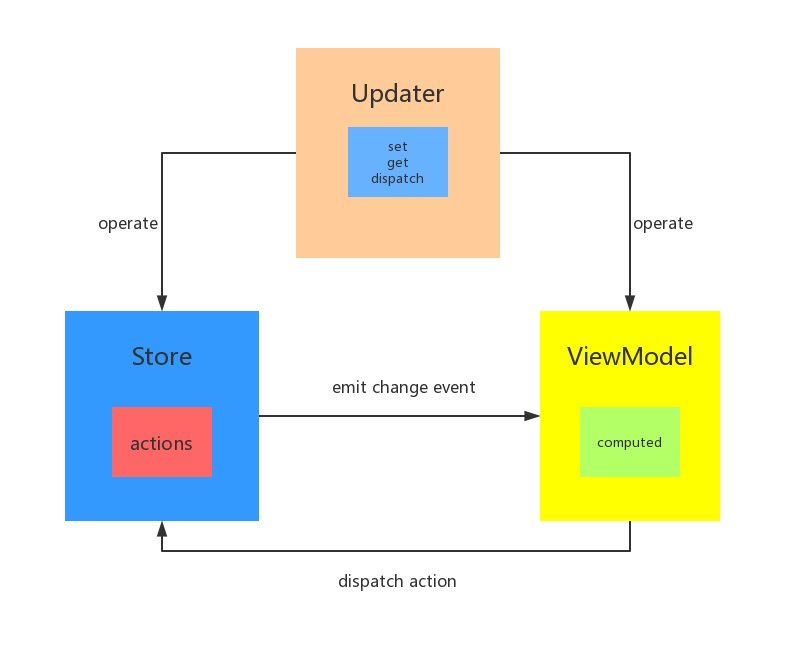 Updater
set
get
dispatch
operate
operate
Store
ViewModel
emit change event
actions
computed
dispatch action